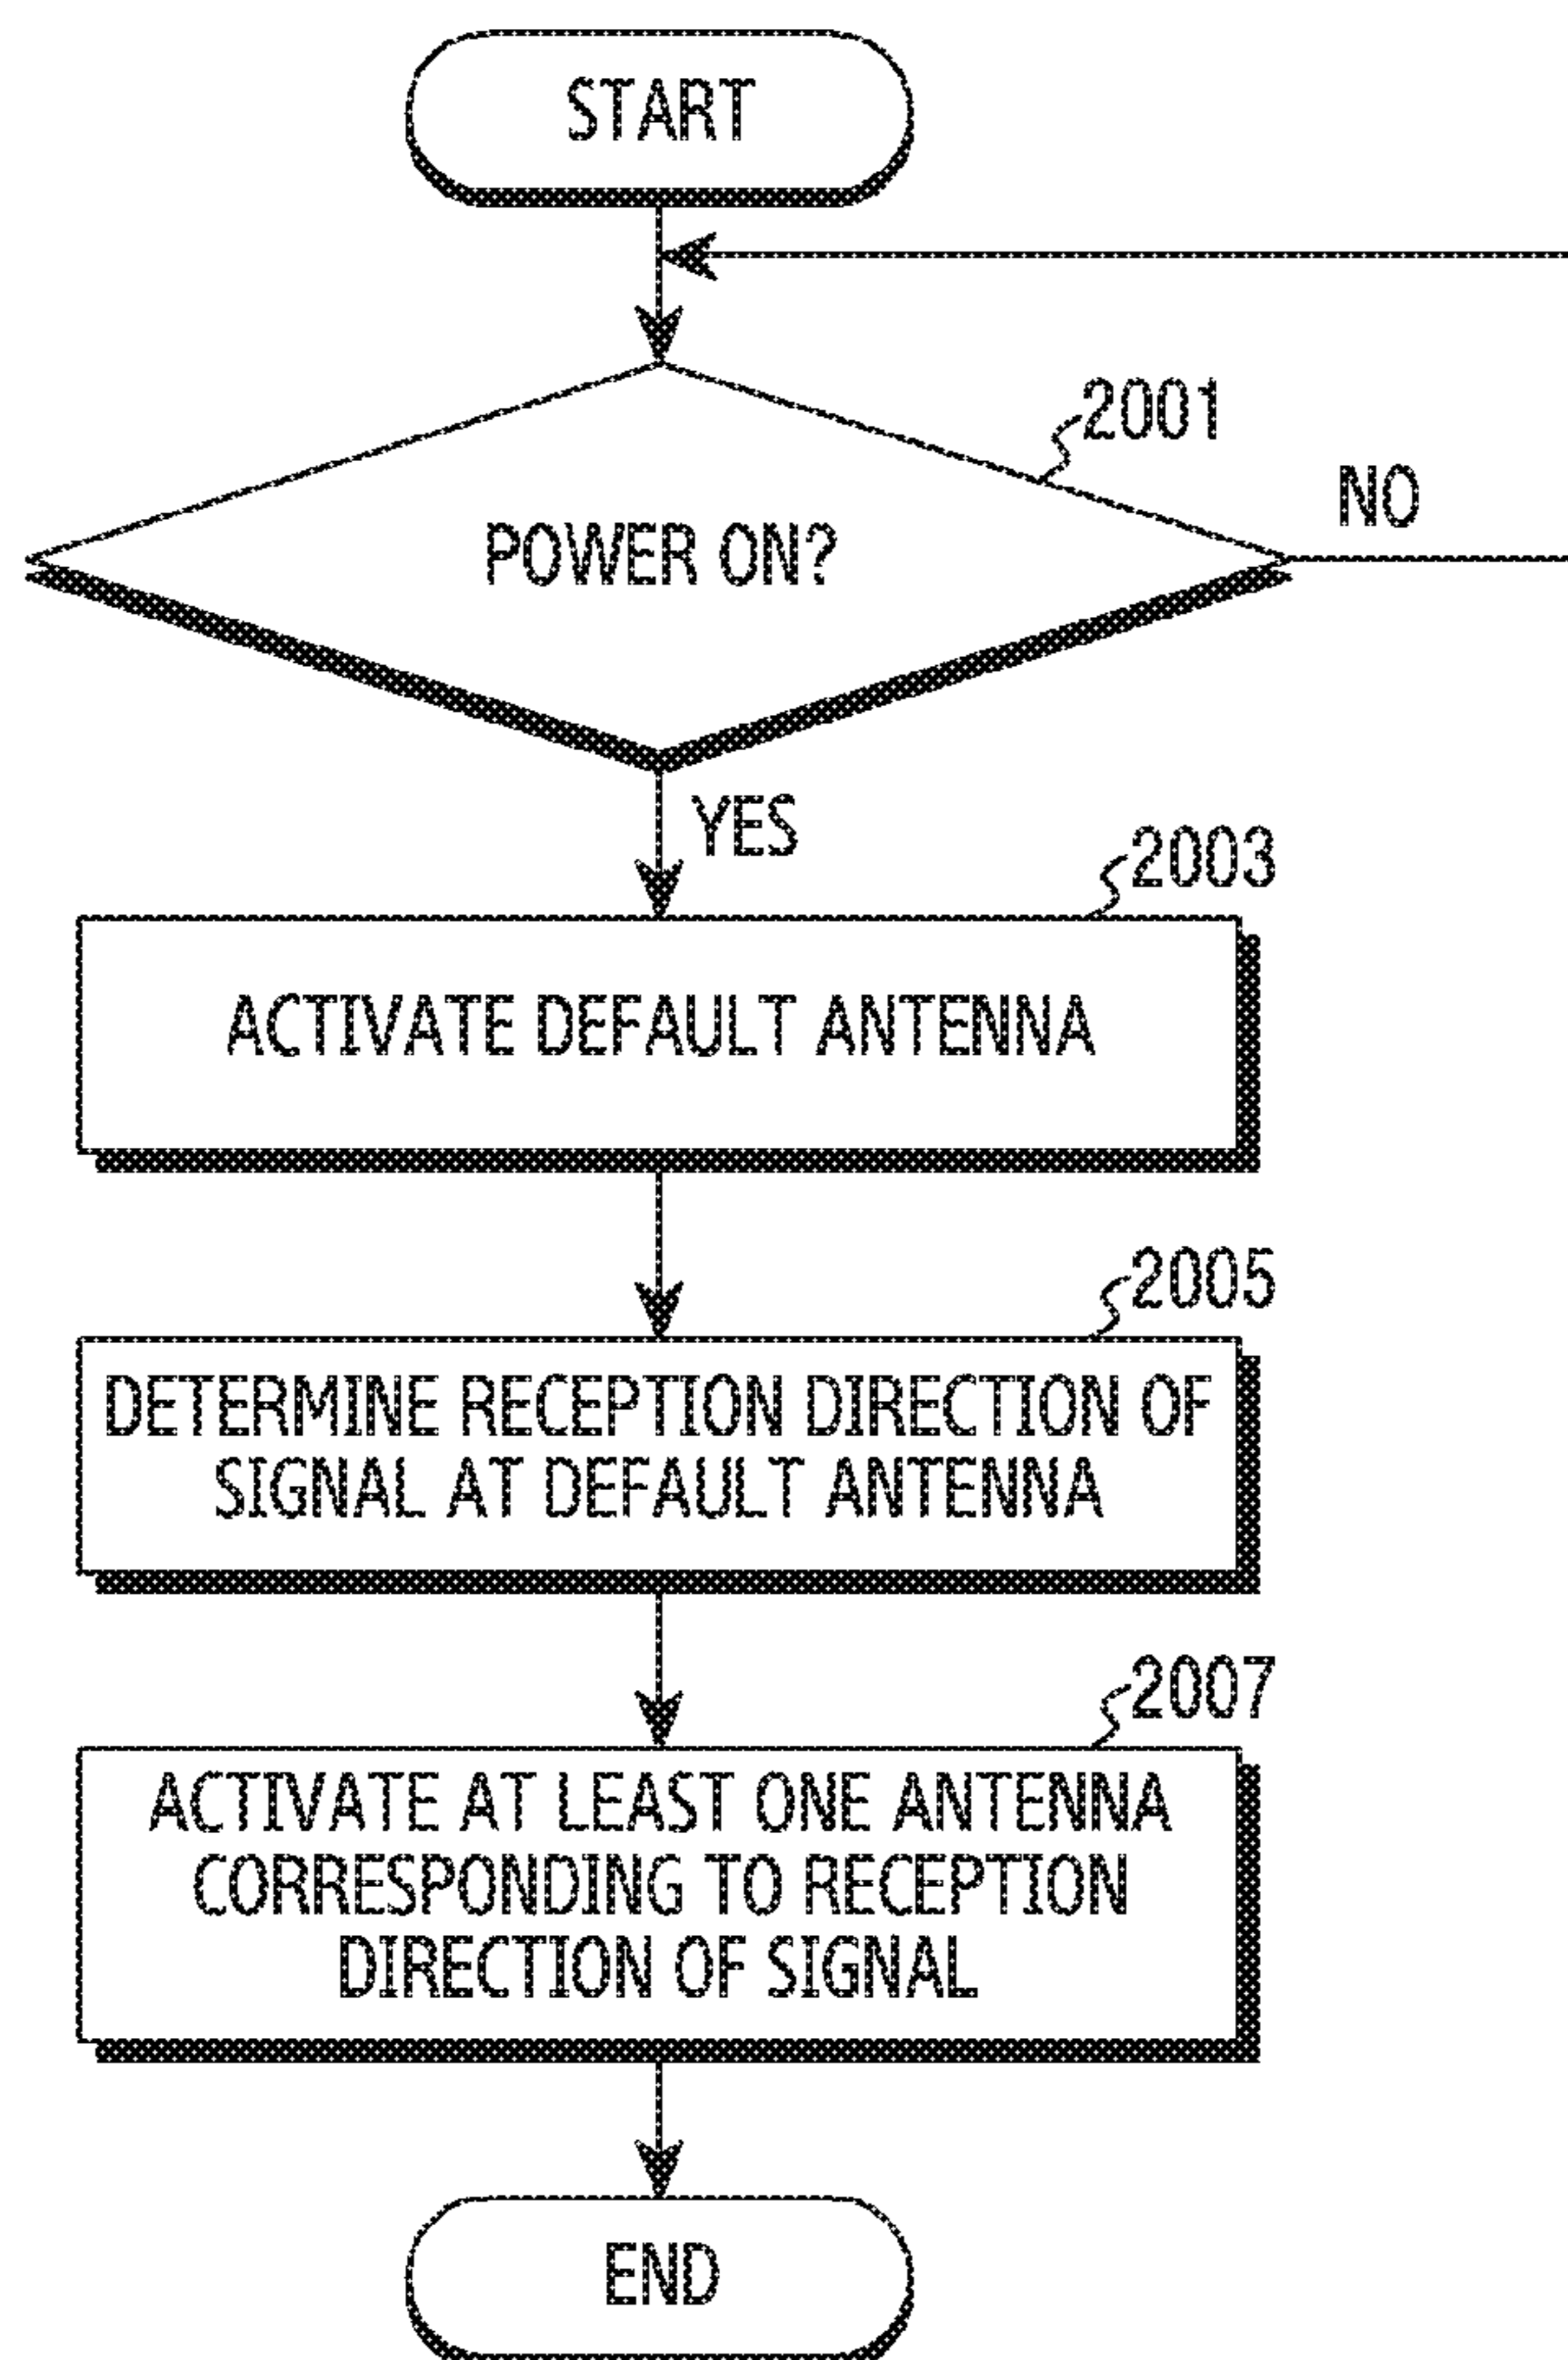 START
2001
NO
POWER ON?
YES
2003
ACTIVATE DEFAULT ANTENNA
2005
DETERMINE RECEPTION DIRECTION OF
SIGNAL AT DEFAULT ANTENNA
2007
ACTIVATE AT LEAST ONE ANTENNA
CORRESPONDING TO RECEPTION
DIRECTION OF SIGNAL
END